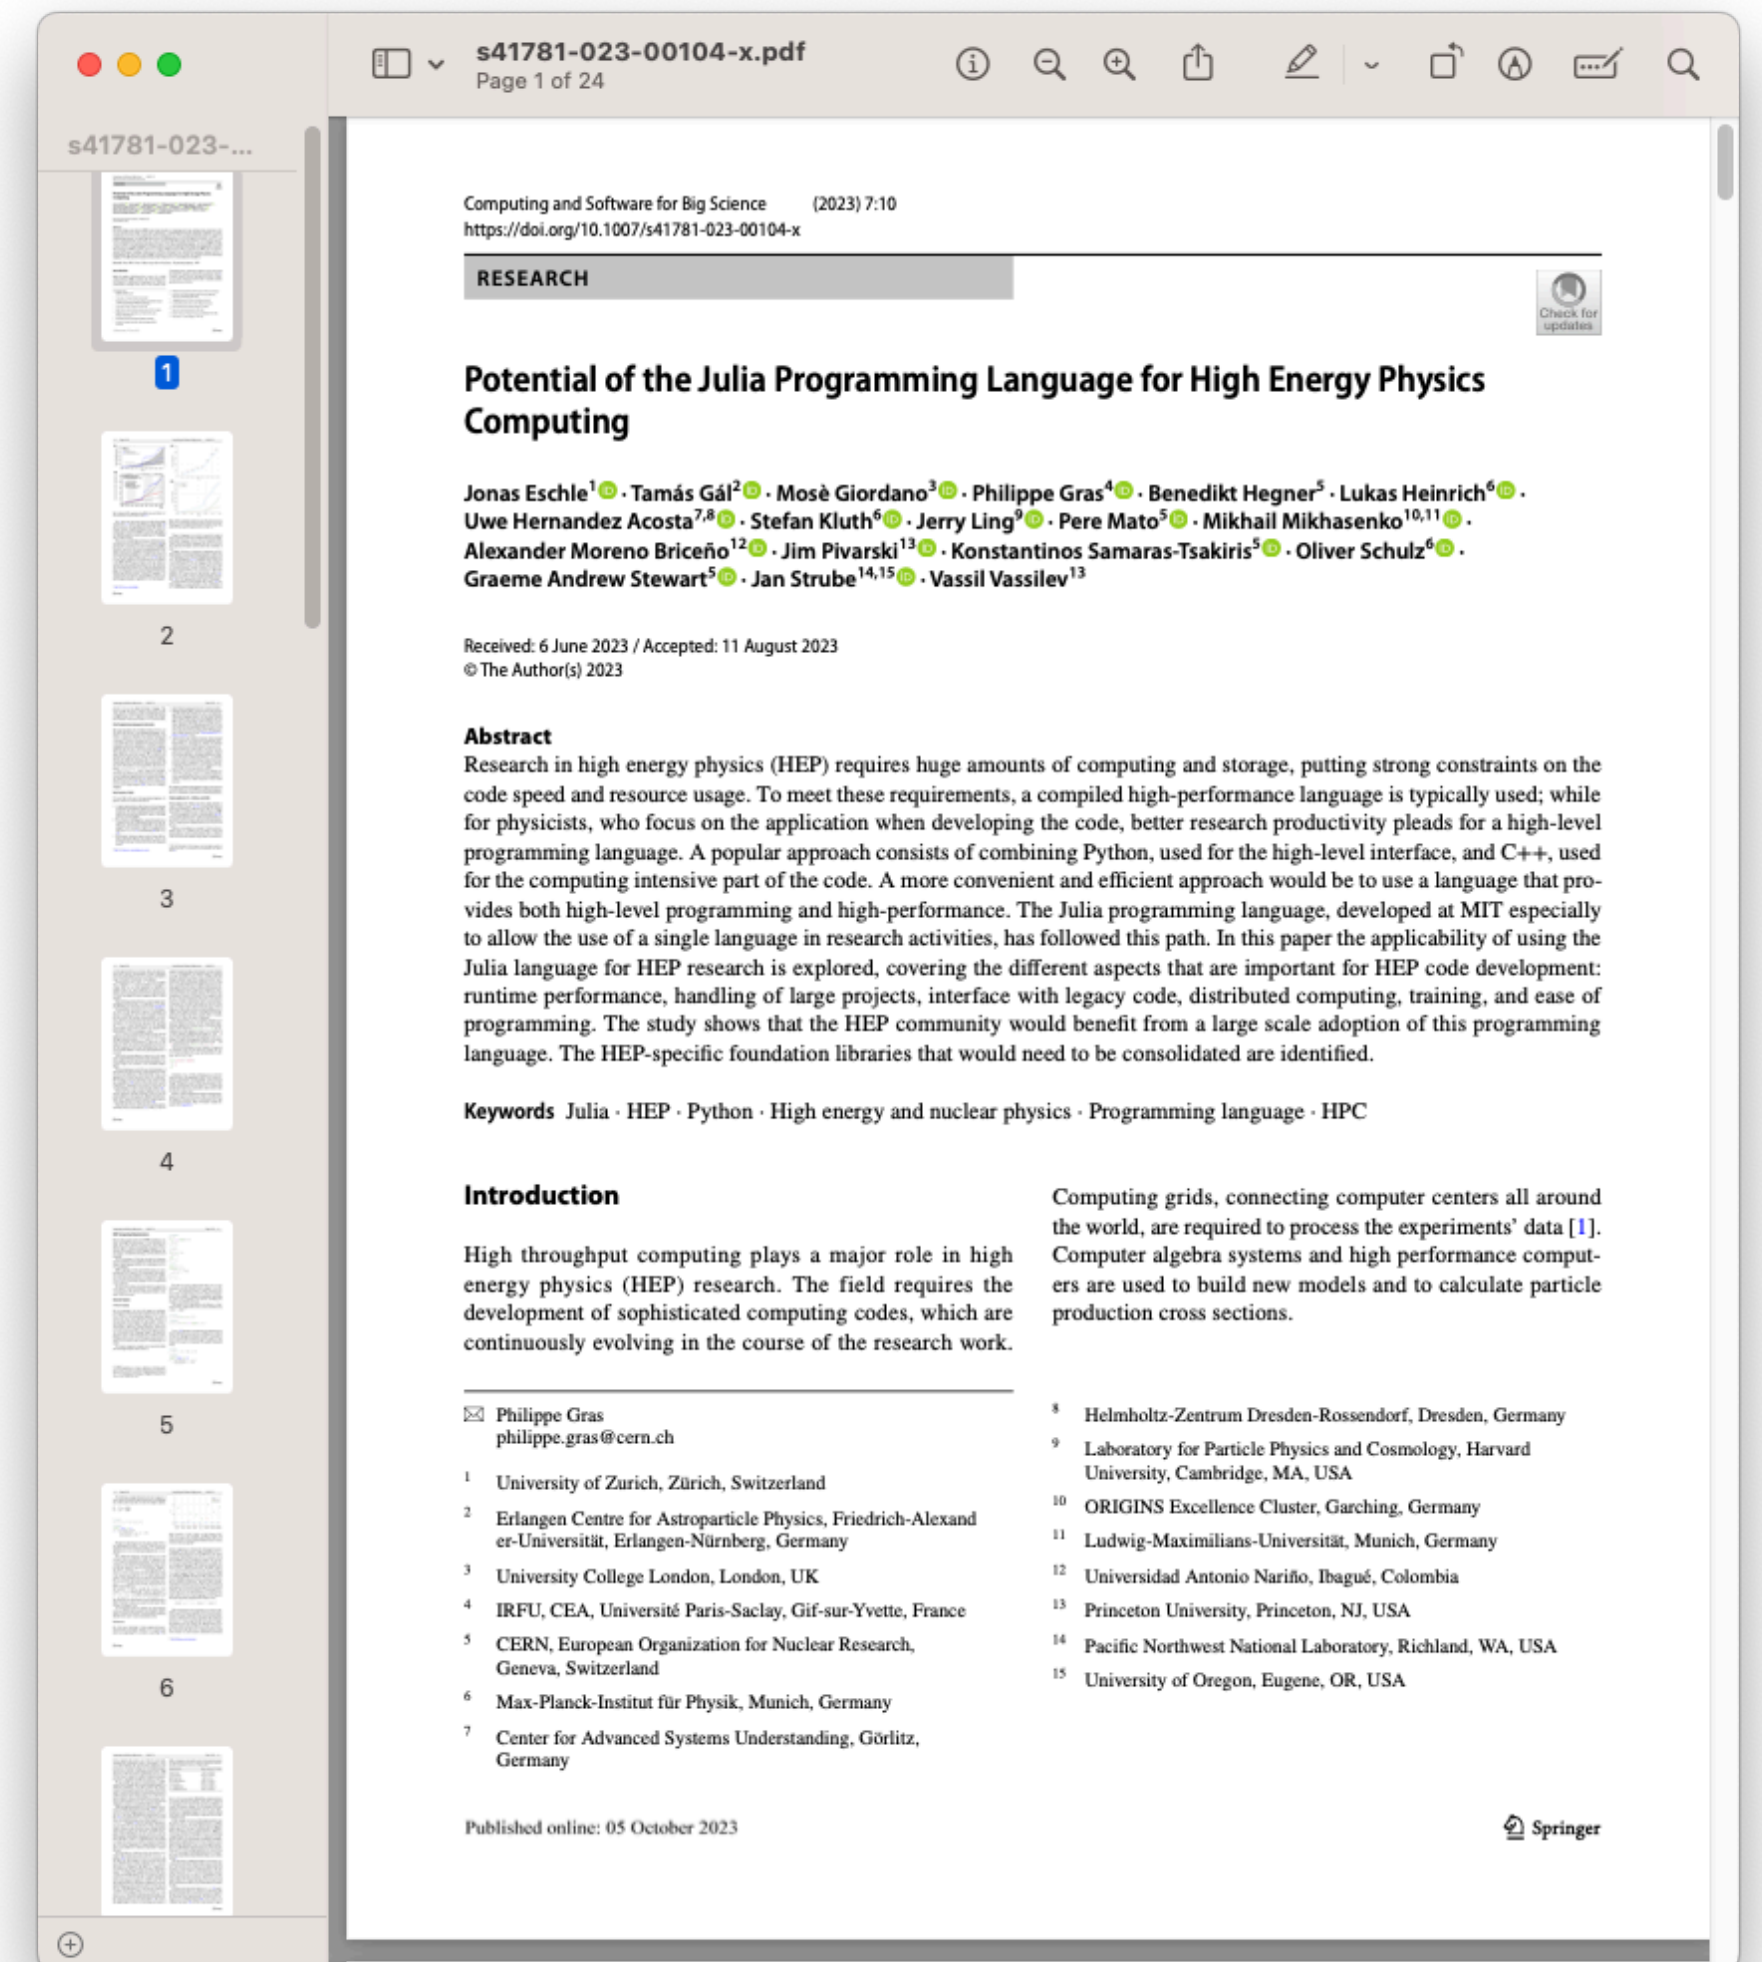 s41781-023-00104-x.pdf
Page 1 of 24
s41781-023-...
1
2
3
4
5
6
Computing and Software for Big Science (2023) 7:10
https://doi.org/10.1007/s41781-023-00104-x
RESEARCH
Check for
updates
Potential of the Julia Programming Language for High Energy Physics
Computing
Jonas Eschle1 · Tamás Gál2 · Mosè Giordano3 · Philippe Gras4 · Benedikt Hegner5 · Lukas Heinrich6 ·
Uwe Hernandez Acosta7,8 · Stefan Kluth6 · Jerry Ling9 · Pere Mato5 · Mikhail Mikhasenko10,11 ·
Alexander Moreno Briceño12 · Jim Pivarski13 · Konstantinos Samaras-Tsakiris5 · Oliver Schulz6 ·
Graeme Andrew Stewart5 · Jan Strube14,15 · Vassil Vassilev13
Received: 6 June 2023 / Accepted: 11 August 2023
© The Author(s) 2023
Abstract
Research in high energy physics (HEP) requires huge amounts of computing and storage, putting strong constraints on the
code speed and resource usage. To meet these requirements, a compiled high-performance language is typically used; while
for physicists, who focus on the application when developing the code, better research productivity pleads for a high-level
programming language. A popular approach consists of combining Python, used for the high-level interface, and C++, used
for the computing intensive part of the code. A more convenient and efficient approach would be to use a language that pro-
vides both high-level programming and high-performance. The Julia programming language, developed at MIT especially
to allow the use of a single language in research activities, has followed this path. In this paper the applicability of using the
Julia language for HEP research is explored, covering the different aspects that are important for HEP code development:
runtime performance, handling of large projects, interface with legacy code, distributed computing, training, and ease of
programming. The study shows that the HEP community would benefit from a large scale adoption of this programming
language. The HEP-specific foundation libraries that would need to be consolidated are identified.
Keywords Julia · HEP · Python · High energy and nuclear physics · Programming language · HPC
Introduction
High throughput computing plays a major role in high
energy physics (HEP) research. The field requires the
development of sophisticated computing codes, which are
continuously evolving in the course of the research work.
Computing grids, connecting computer centers all around
the world, are required to process the experiments' data [1].
Computer algebra systems and high performance comput-
ers are used to build new models and to calculate particle
production cross sections.
Philippe Gras
philippe.gras@cern.ch
1 University of Zurich, Zürich, Switzerland
2 Erlangen Centre for Astroparticle Physics, Friedrich-Alexand
er-Universität, Erlangen-Nürnberg, Germany
3 University College London, London, UK
4 IRFU, CEA, Université Paris-Saclay, Gif-sur-Yvette, France
5 CERN, European Organization for Nuclear Research,
Geneva, Switzerland
6 Max-Planck-Institut für Physik, Munich, Germany
7 Center for Advanced Systems Understanding, Görlitz,
Germany
8 Helmholtz-Zentrum Dresden-Rossendorf, Dresden, Germany
9 Laboratory for Particle Physics and Cosmology, Harvard
University, Cambridge, MA, USA
10 ORIGINS Excellence Cluster, Garching, Germany
11 Ludwig-Maximilians-Universität, Munich, Germany
12 Universidad Antonio Nariño, Ibagué, Colombia
13 Princeton University, Princeton, NJ, USA
14 Pacific Northwest National Laboratory, Richland, WA, USA
15 University of Oregon, Eugene, OR, USA
Published online: 05 October 2023
Springer